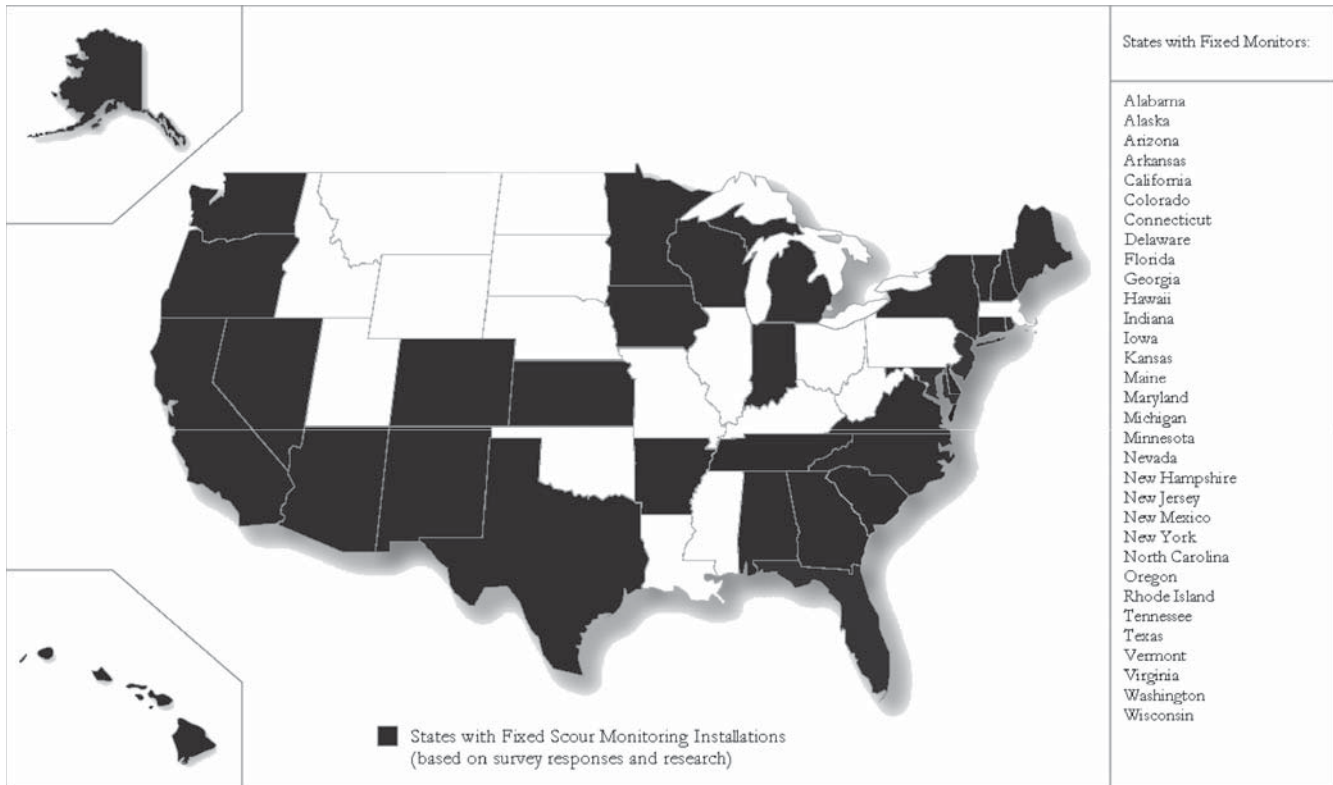 States with Fixed Monitors:
Alabama
Alaska
Arizona
Arkansas
California
Colorado
Connecticut
Delaware
Florida
Georgia
Hawaii
Indiana
Iowa
Kansas
Maine
Maryland
Michigan
Minnesota
Nevada
New Hampshire
New Jersey
New Mexico
New York
North Carolina
Oregon
Rhode Island
Tennessee
Texas
Vermont
Virginia
Washington
Wisconsin
States with Fixed Scour Monitoring Installations
(based on survey responses and research)